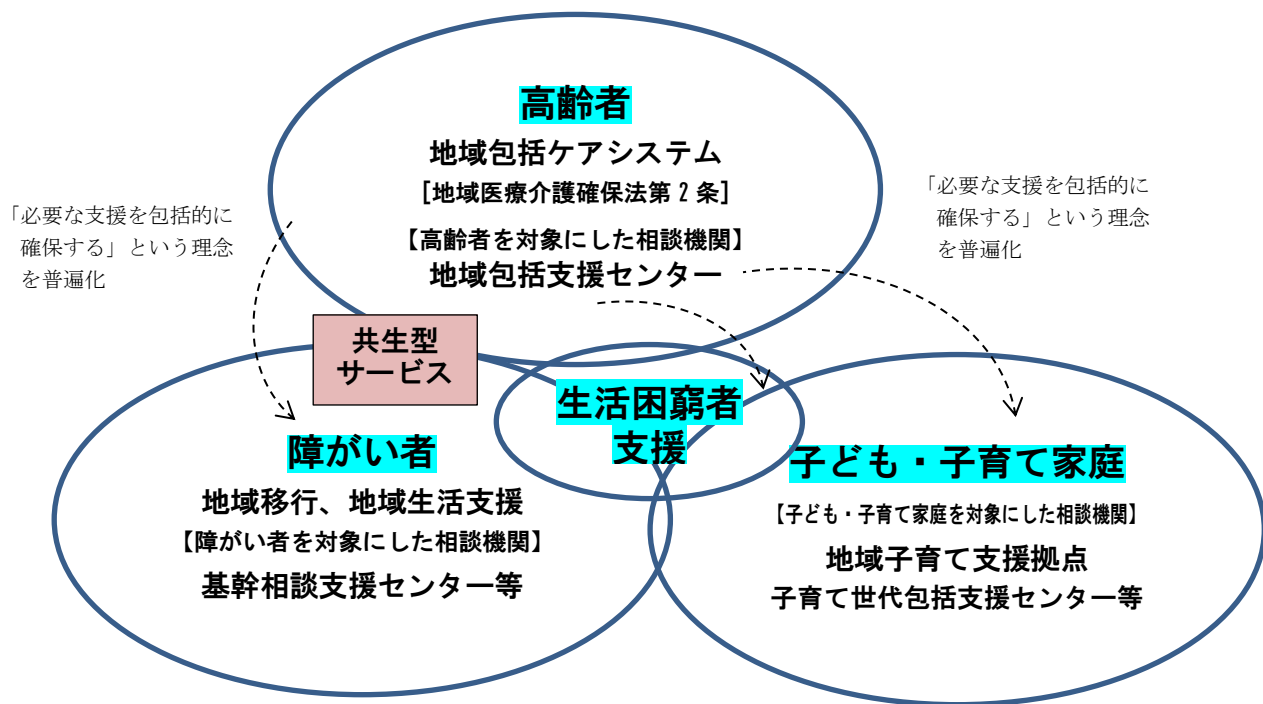 高齢者
地域包括ケアシステム
[地域医療介護確保法第2条]
【高齢者を対象にした相談機関】
地域包括支援センター
「必要な支援を包括的に
確保する」という理念
を普遍化
「必要な支援を包括的に
確保する」という理念
を普遍化
共生型
サービス
生活困窮者
支援
障がい者
地域移行、地域生活支援
【障がい者を対象にした相談機関】
基幹相談支援センター等
子ども・子育て家庭
【子ども・子育て家庭を対象にした相談機関】
地域子育て支援拠点
子育て世代包括支援センター等